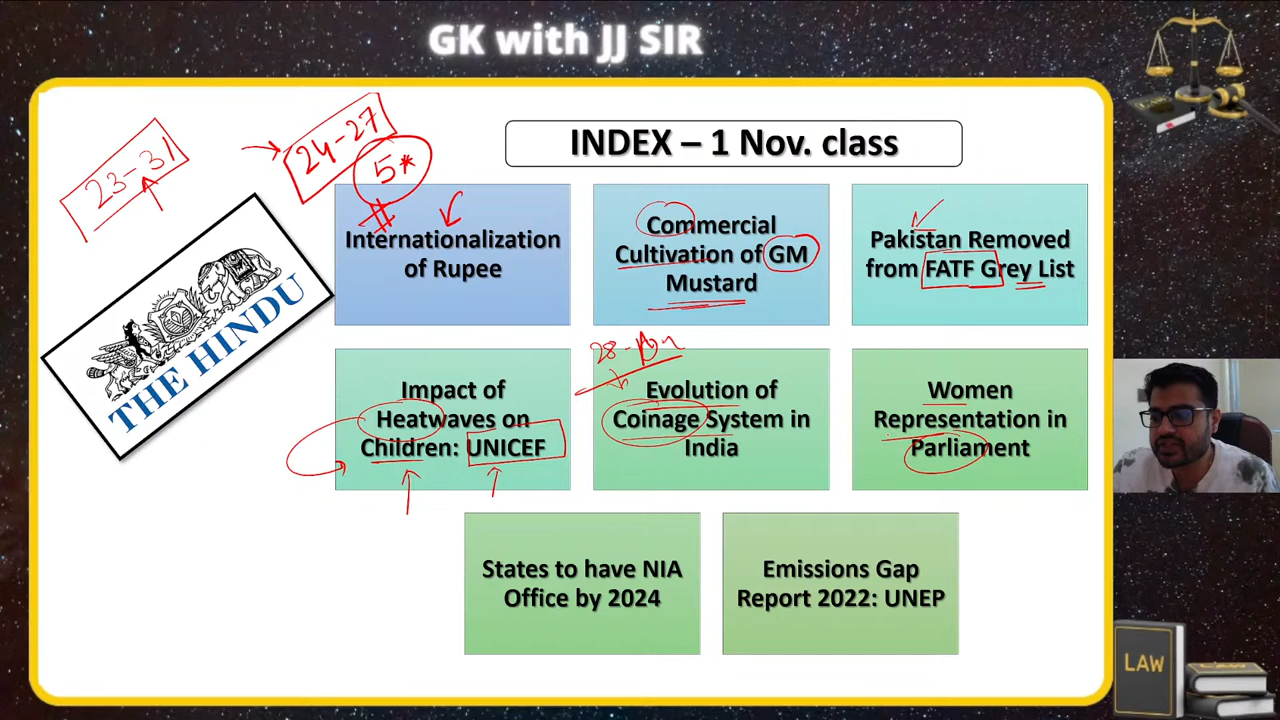 GK with JJ SIR
INDEX – 1 Nov. class
23-31
24-27
5*
THE HINDU
Internationalization
of Rupee
Commercial
Cultivation of GM
Mustard
Pakistan Removed
from FATF Grey List
Impact of
Heatwaves on
Children: UNICEF
28-
Evolution of
Coinage System in
India
Women
Representation in
Parliament
States to have NIA
Office by 2024
Emissions Gap
Report 2022: UNEP
LAW